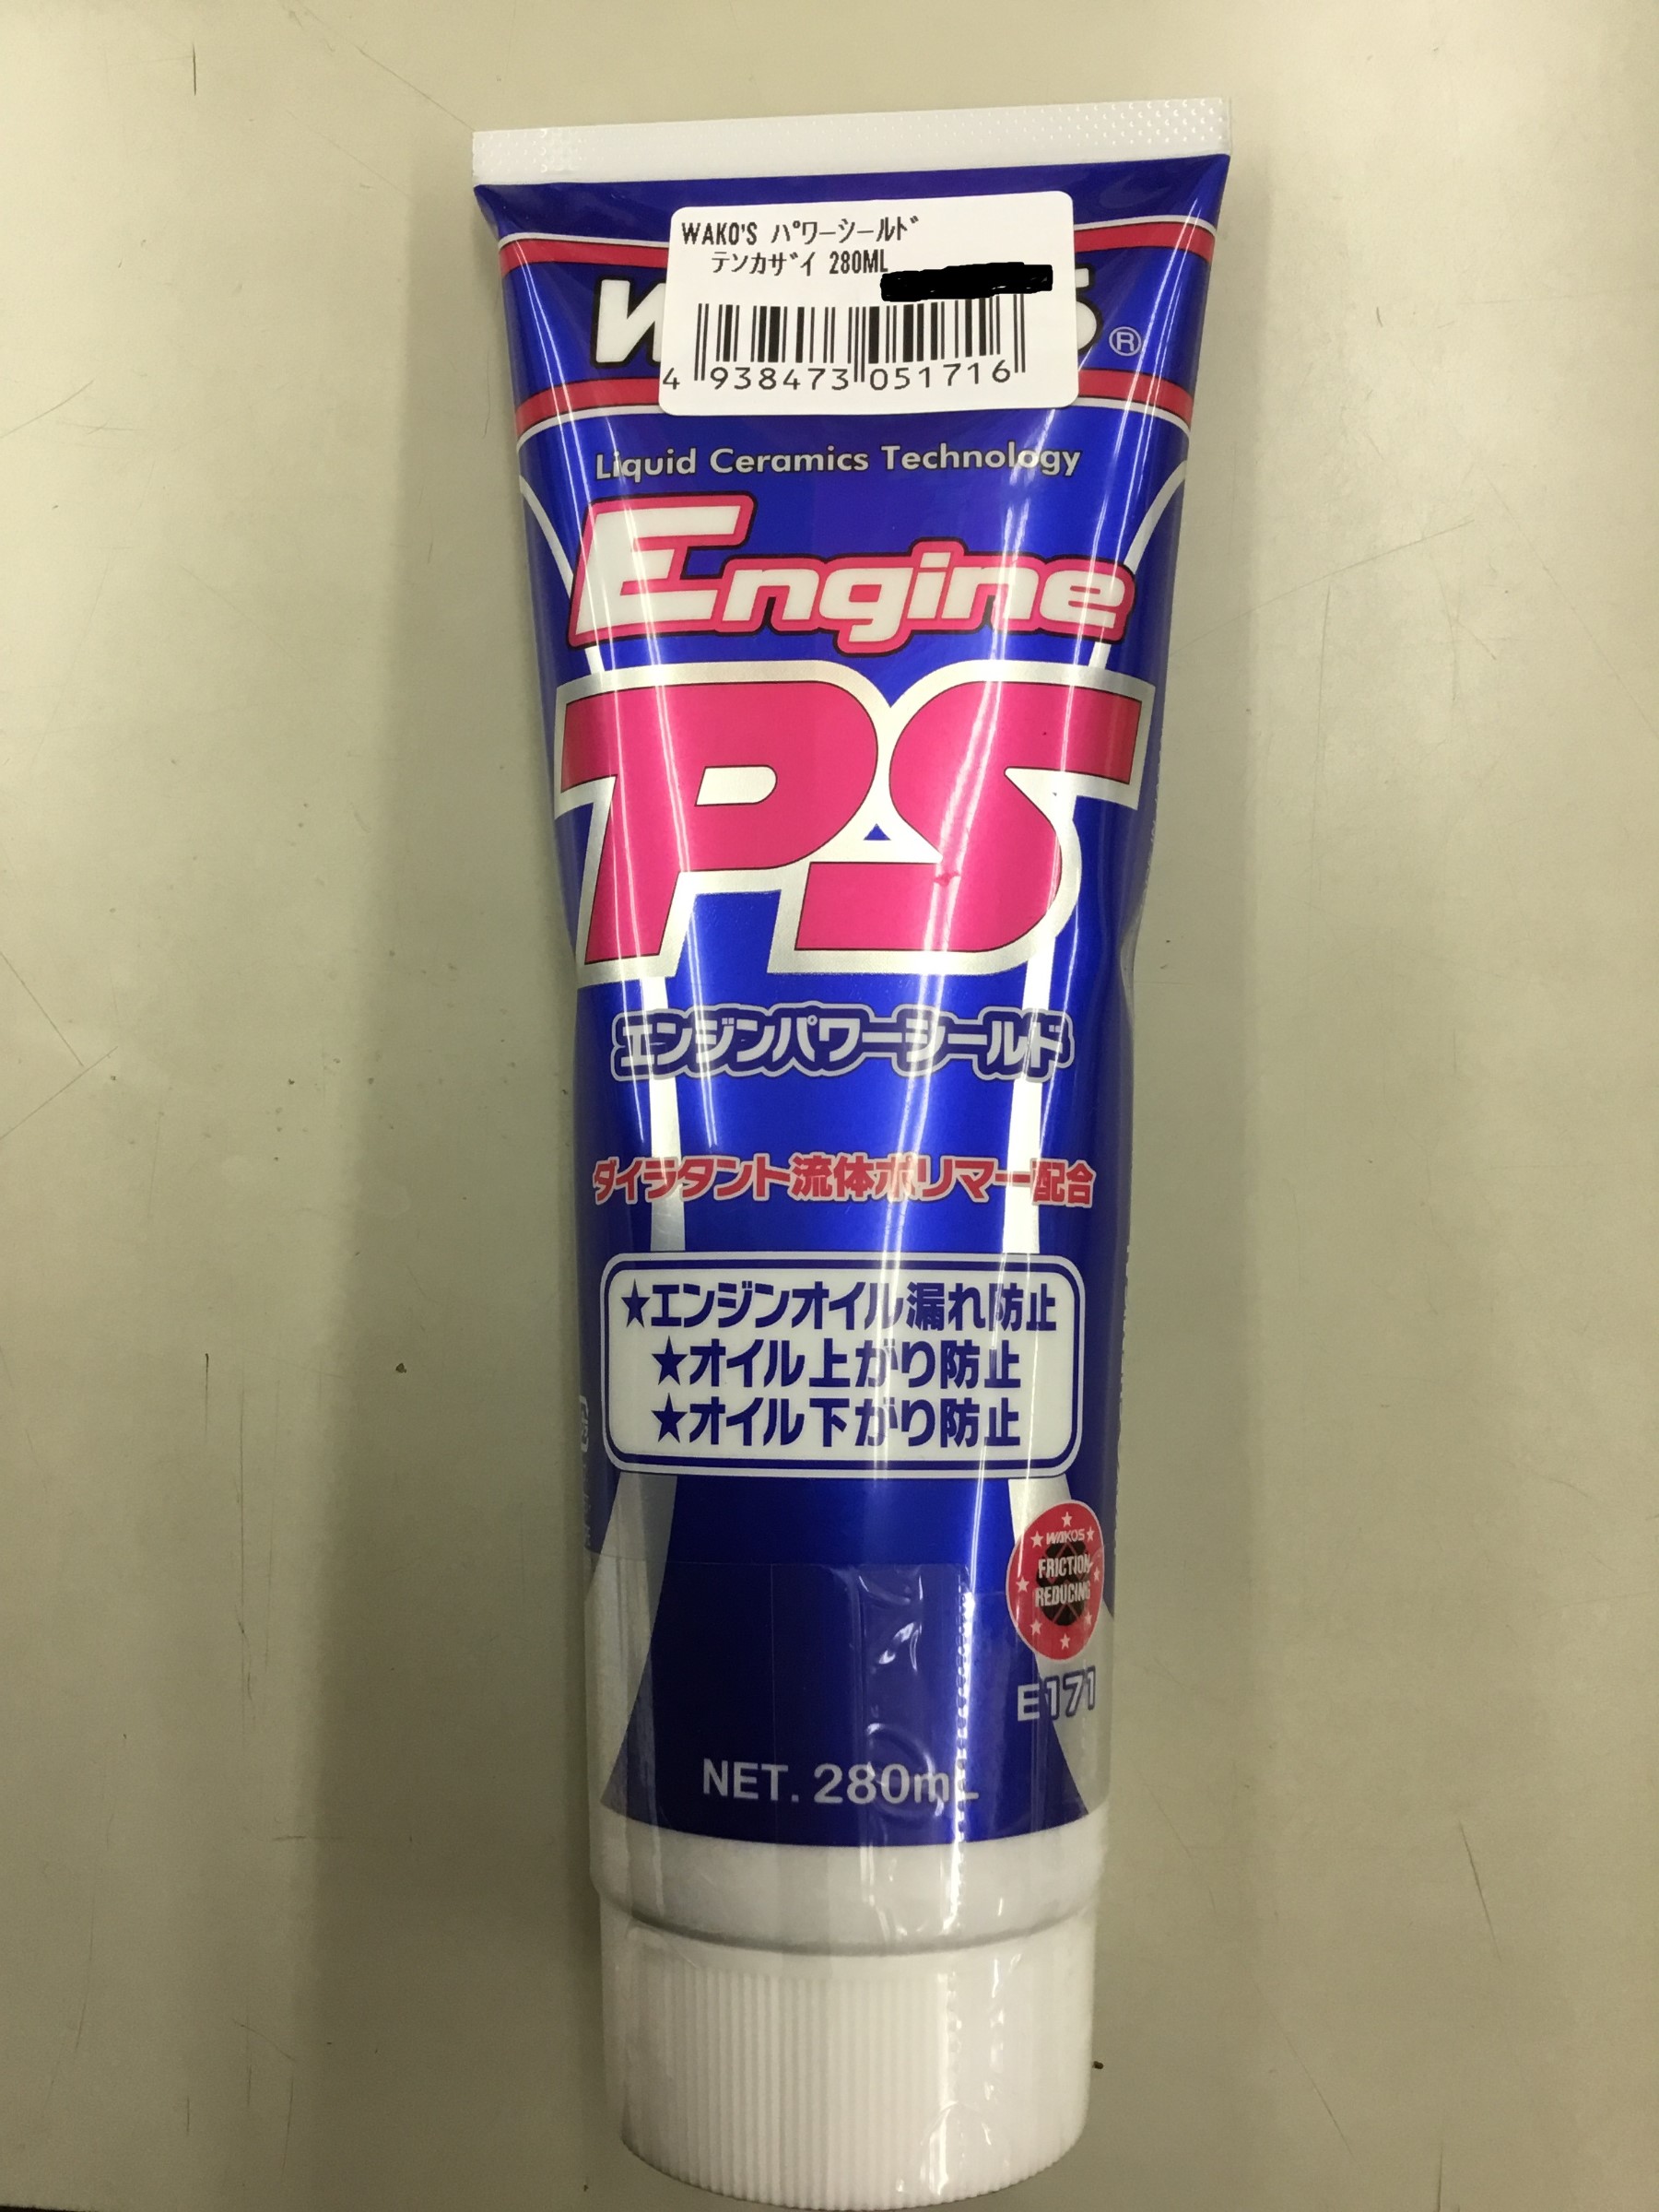 WAKO'S パワーシールド
テンカザイ 280ML
4 938473 051716
®
Liquid Ceramics Technology
Engine
PS
エンジンパワーシールド
ダイラタント流体ポリマー配合
★エンジンオイル漏れ防止
★オイル上がり防止
★オイル下がり防止
WAKO'S
FRICTION
REDUCING
E171
NET. 280mL